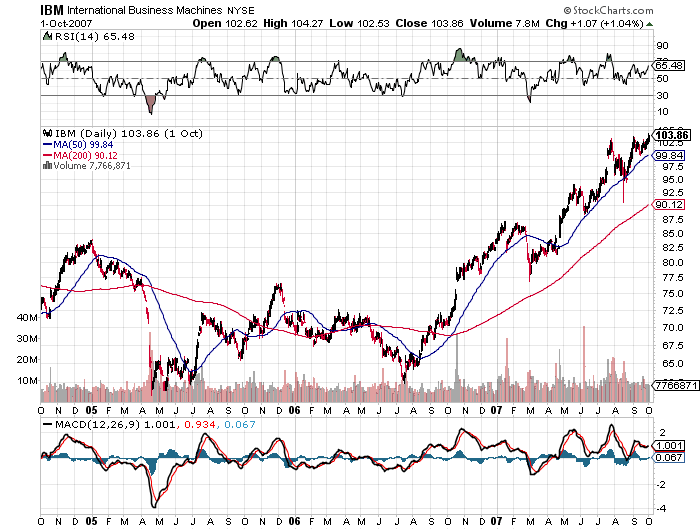 IBM International Business Machines NYSE © StockCharts.com
1-Oct-2007 Open 102.62 High 104.27 Low 102.53 Close 103.86 Volume 7.8M Chg +1.07 (+1.04%)
RSI(14) 65.48
90
70
65.48
50
30
10
IBM (Daily) 103.86 (1 Oct)
MA(50) 99.84
MA(200) 90.12
Volume 7,766,871
103.86
102.5
99.84
97.5
95.0
92.5
90.12
87.5
85.0
82.5
80.0
77.5
75.0
72.5
70.0
67.5
65.0
62.5
40M
30M
20M
10M
7766871
O N D 05 F M A M J J A S O N D 06 F M A M J J A S O N D 07 F M A M J J A S O
MACD(12,26,9) 1.001, 0.934, 0.067
2
1.001
0.067
-2
-4
O N D 05 F M A M J J A S O N D 06 F M A M J J A S O N D 07 F M A M J J A S O